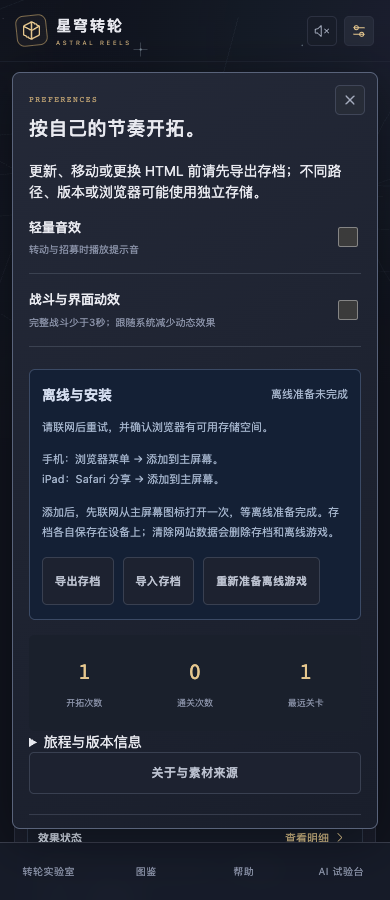 星穹转轮
ASTRAL REELS
PREFERENCES
按自己的节奏开拓。
更新、移动或更换 HTML 前请先导出存档；不同路
径、版本或浏览器可能使用独立存储。
轻量音效
转动与招募时播放提示音
战斗与界面动效
完整战斗少于3秒；跟随系统减少动态效果
离线与安装
离线准备未完成
请联网后重试，并确认浏览器有可用存储空间。
手机：浏览器菜单 → 添加到主屏幕。
iPad：Safari 分享 → 添加到主屏幕。
添加后，先联网从主屏幕图标打开一次，等离线准备完成。存
档各自保存在设备上；清除网站数据会删除存档和离线游戏。
导出存档
导入存档
重新准备离线游戏
1
0
1
开拓次数
通关次数
最远关卡
▶ 旅程与版本信息
关于与素材来源
效果状态
查看明细 >
转轮实验室
图鉴
帮助
AI 试验台